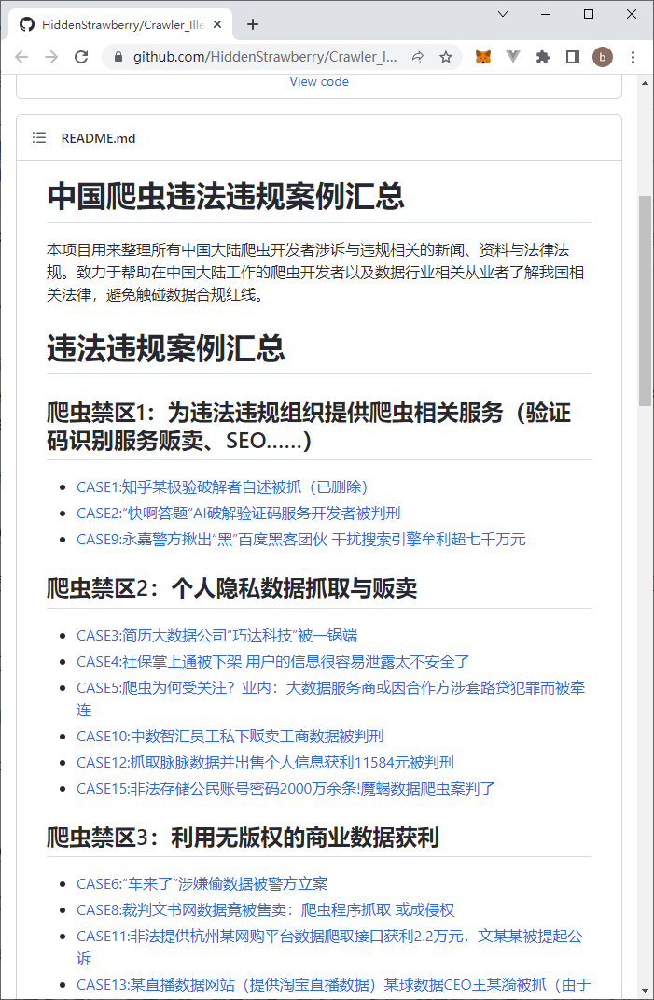 HiddenStrawberry/Crawler_Ille
github.com/HiddenStrawberry/Crawler_I...
b
View code
README.md
中国爬虫违法违规案例汇总
本项目用来整理所有中国大陆爬虫开发者涉诉与违规相关的新闻、资料与法律法
规。致力于帮助在中国大陆工作的爬虫开发者以及数据行业相关从业者了解我国相
关法律，避免触碰数据合规红线。
违法违规案例汇总
爬虫禁区1：为违法违规组织提供爬虫相关服务（验证
码识别服务贩卖、SEO……）
CASE1:知乎某极验破解者自述被抓（已删除）
CASE2:“快啊答题”AI破解验证码服务开发者被判刑
CASE9:永嘉警方揪出“黑”百度黑客团伙 干扰搜索引擎牟利超七千万元
爬虫禁区2：个人隐私数据抓取与贩卖
CASE3:简历大数据公司“巧达科技”被一锅端
CASE4:社保掌上通被下架 用户的信息很容易泄露太不安全了
CASE5:爬虫为何受关注？业内：大数据服务商或因合作方涉套路贷犯罪而被牵
连
CASE10:中数智汇员工私下贩卖工商数据被判刑
CASE12:抓取脉脉数据并出售个人信息获利11584元被判刑
CASE15:非法存储公民账号密码2000万余条!魔蝎数据爬虫案判了
爬虫禁区3：利用无版权的商业数据获利
CASE6:“车来了”涉嫌偷数据被警方立案
CASE8:裁判文书网数据竟被售卖：爬虫程序抓取 或成侵权
CASE11:非法提供杭州某网购平台数据爬取接口获利2.2万元，文某某被提起公
诉
CASE13:某直播数据网站（提供淘宝直播数据）某球数据CEO王某漪被抓（由于